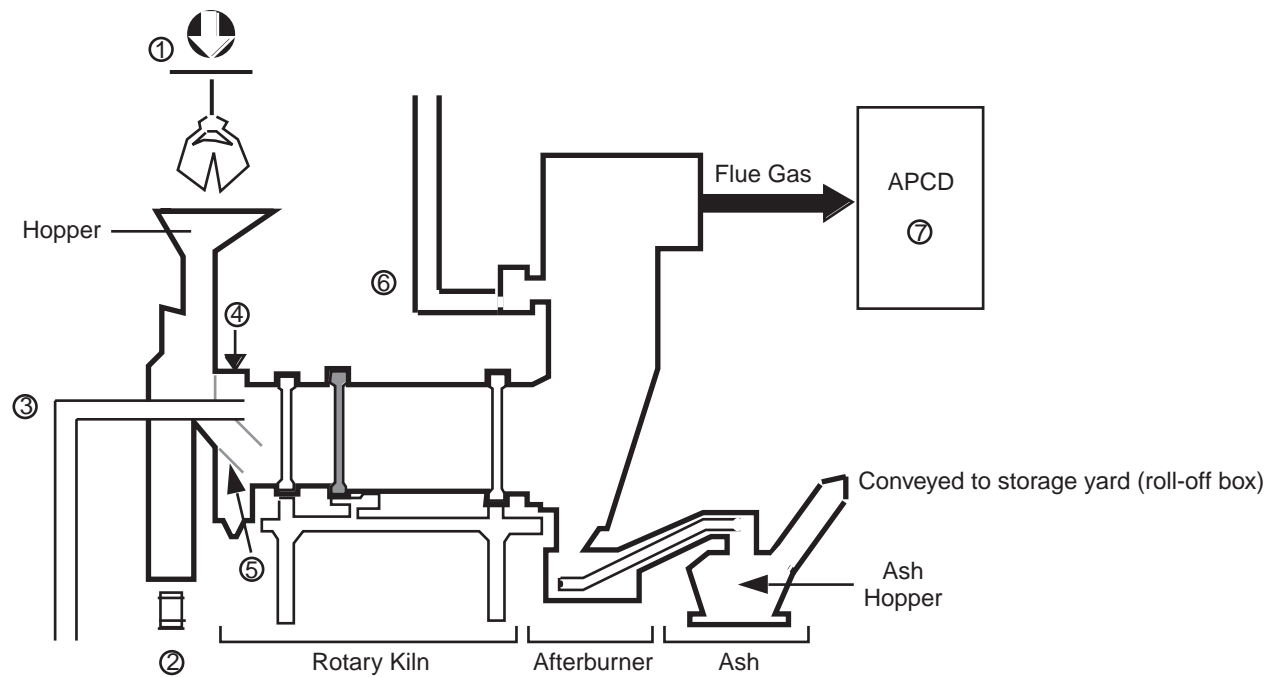 ①
Flue Gas
APCD
⑦
Hopper
⑥
④
③
Conveyed to storage yard (roll-off box)
⑤
Ash
Hopper
②
Rotary Kiln
Afterburner
Ash